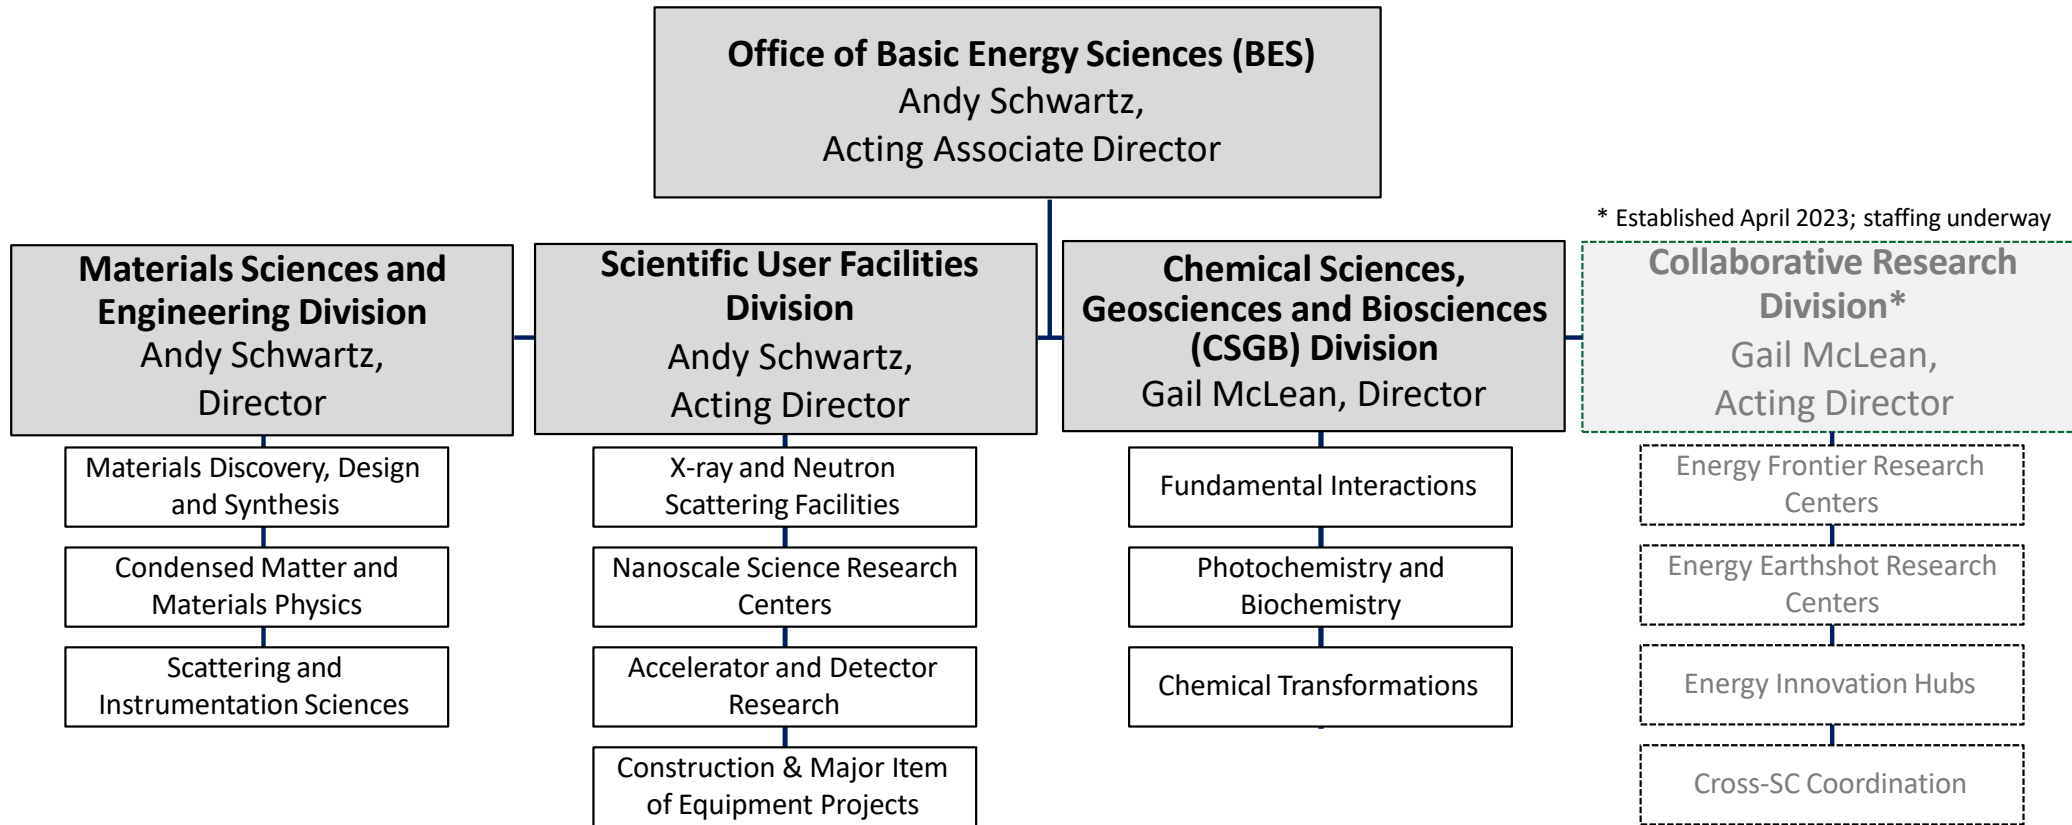 Office of Basic Energy Sciences (BES)
Andy Schwartz,
Acting Associate Director
* Established April 2023; staffing underway
Materials Sciences and
Engineering Division
Andy Schwartz,
Director
Materials Discovery, Design
and Synthesis
Condensed Matter and
Materials Physics
Scattering and
Instrumentation Sciences
Scientific User Facilities
Division
Andy Schwartz,
Acting Director
X-ray and Neutron
Scattering Facilities
Nanoscale Science Research
Centers
Accelerator and Detector
Research
Construction & Major Item
of Equipment Projects
Chemical Sciences,
Geosciences and Biosciences
(CSGB) Division
Gail McLean, Director
Fundamental Interactions
Photochemistry and
Biochemistry
Chemical Transformations
Collaborative Research
Division*
Gail McLean,
Acting Director
Energy Frontier Research
Centers
Energy Earthshot Research
Centers
Energy Innovation Hubs
Cross-SC Coordination